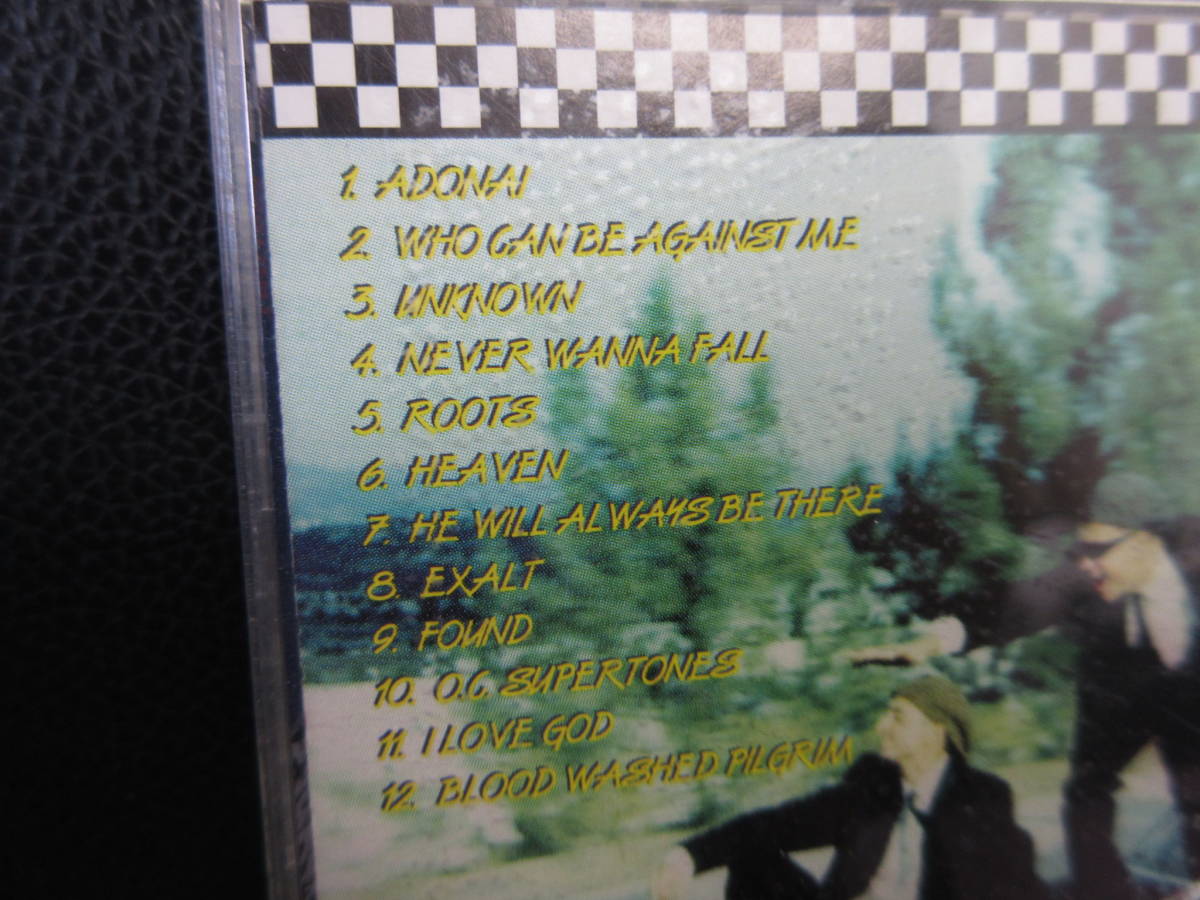 1. ADONAI
2. WHO CAN BE AGAINST ME
3. UNKNOWN
4. NEVER WANNA FALL
5. ROOTS
6. HEAVEN
7. HE WILL ALWAYS BE THERE
8. EXALT
9. FOUND
10. O.C. SUPERTONES
11. I LOVE GOD
12. BLOOD WASHED PILGRIM